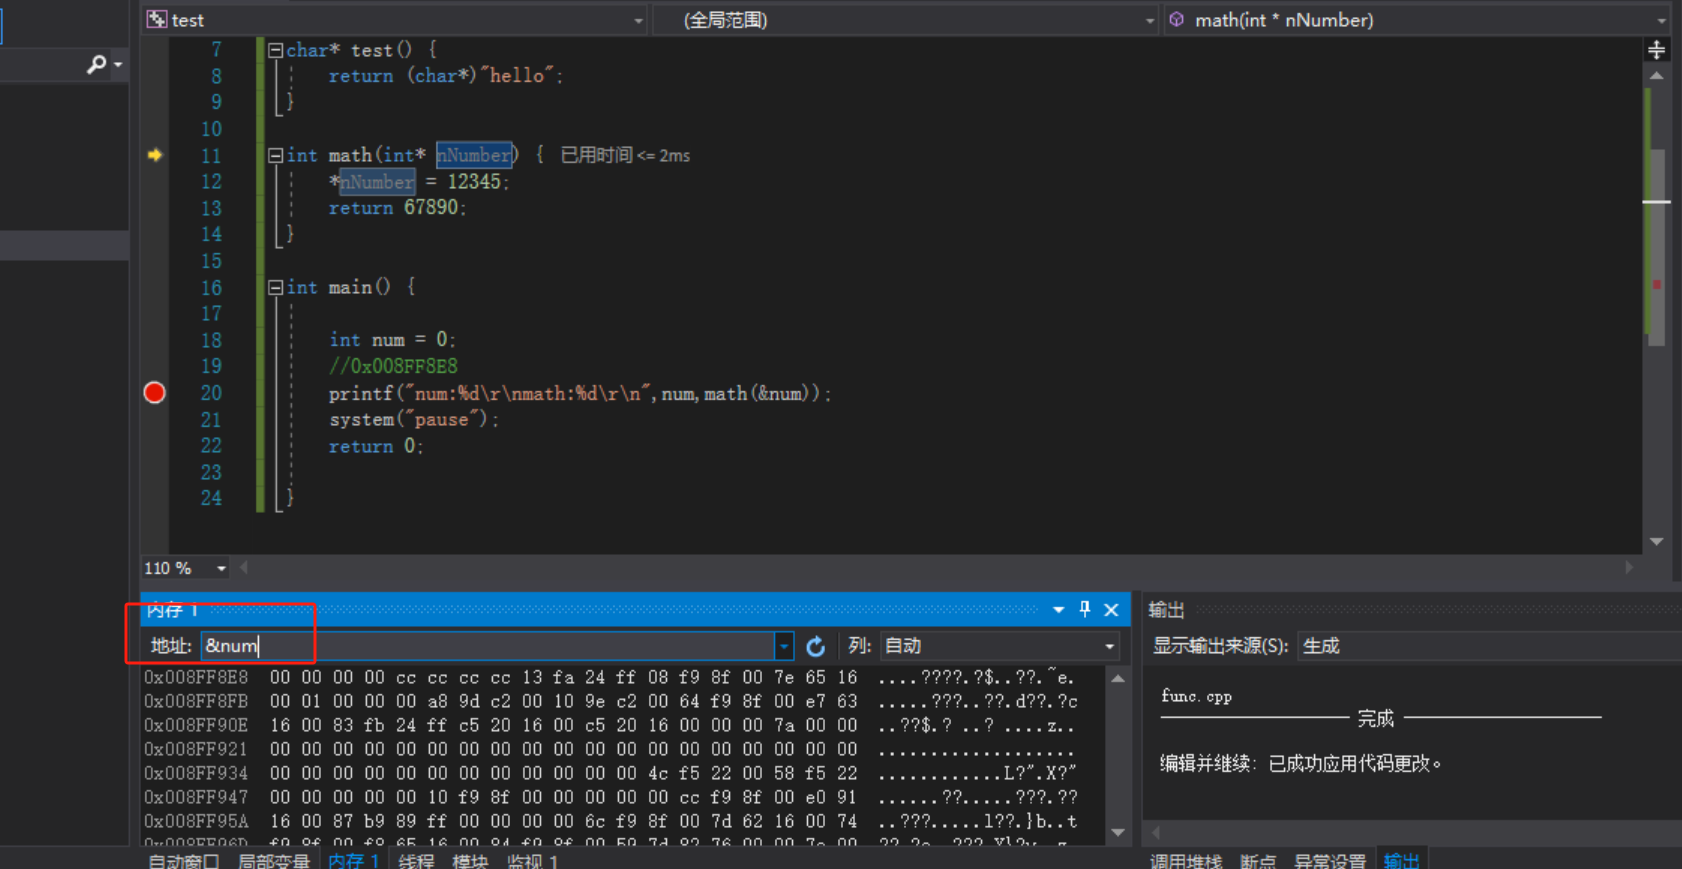 test (全局范围) math(int * nNumber)
7 char* test() {
8 return (char*)"hello";
9 }
10
11 int math(int* nNumber) { 已用时间 <= 2ms
12 *nNumber = 12345;
13 return 67890;
14 }
15
16 int main() {
17
18 int num = 0;
19 //0x008FF8E8
20 printf("num:%d\r\nmath:%d\r\n",num,math(&num));
21 system("pause");
22 return 0;
23
24 }
110 %
内存 1
地址: &num 列: 自动
0x008FF8E8 00 00 00 00 cc cc cc cc 13 fa 24 ff 08 f9 8f 00 7e 65 16 ....????.?$..??.~e.
0x008FF8FB 00 01 00 00 00 a8 9d c2 00 10 9e c2 00 64 f9 8f 00 e7 63 .....???..??.d??.?c
0x008FF90E 16 00 83 fb 24 ff c5 20 16 00 c5 20 16 00 00 00 7a 00 00 ..??$.? ..? ....z..
0x008FF921 00 00 00 00 00 00 00 00 00 00 00 00 00 00 00 00 00 00 00 ...................
0x008FF934 00 00 00 00 00 00 00 00 00 00 00 00 4c f5 22 00 58 f5 22 ............L?".X?"
0x008FF947 00 00 00 00 00 10 f9 8f 00 00 00 00 00 cc f9 8f 00 e0 91 ......??.....???.??
0x008FF95A 16 00 87 b9 89 ff 00 00 00 00 6c f9 8f 00 7d 62 16 00 74 ..???.....l??.}b..t
自动窗口 局部变量 内存 1 线程 模块 监视 1
输出
显示输出来源(S): 生成
func.cpp
完成
编辑并继续: 已成功应用代码更改。
调用堆栈 断点 异常设置 输出